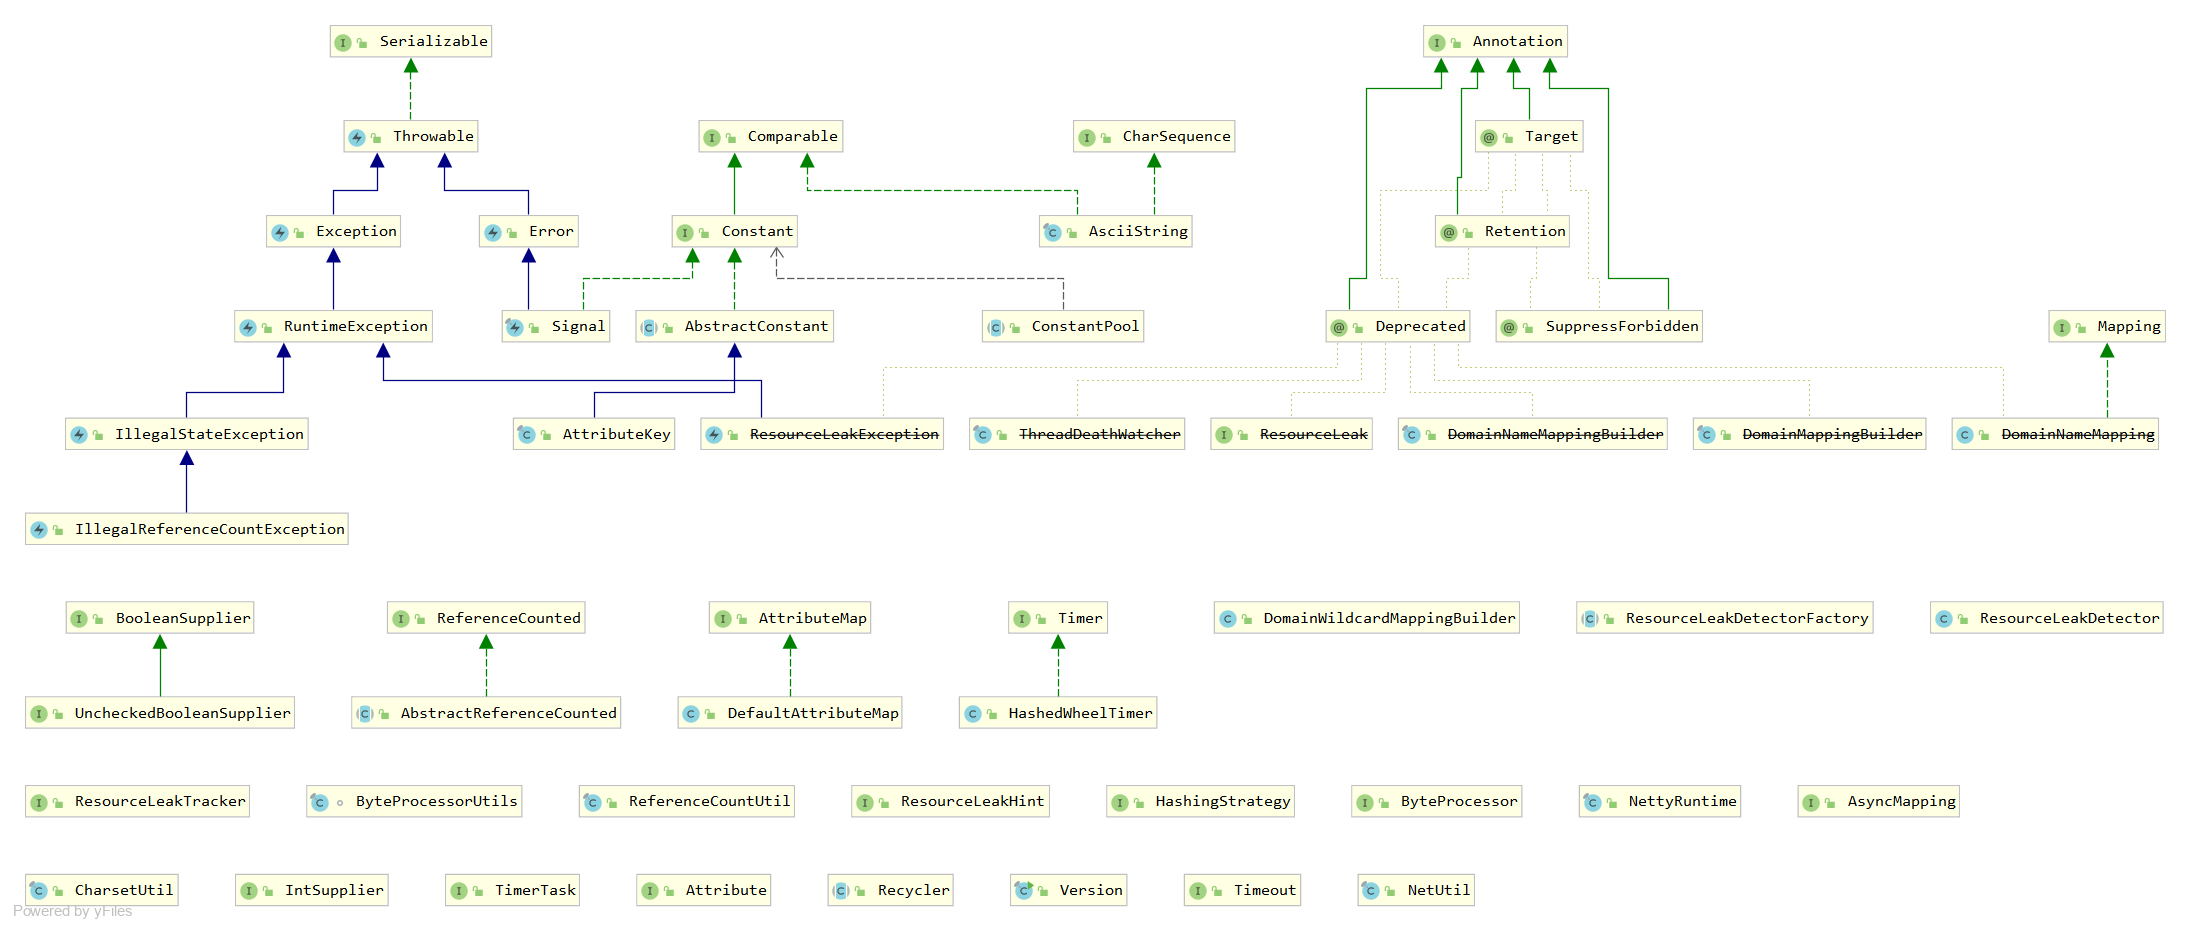 Serializable
Annotation
Throwable
Comparable
CharSequence
Target
Exception
Error
Constant
AsciiString
Retention
RuntimeException
Signal
AbstractConstant
ConstantPool
Deprecated
SuppressForbidden
Mapping
IllegalStateException
AttributeKey
ResourceLeakException
ThreadDeathWatcher
ResourceLeak
DomainNameMappingBuilder
DomainMappingBuilder
DomainNameMapping
IllegalReferenceCountException
BooleanSupplier
ReferenceCounted
AttributeMap
Timer
DomainWildcardMappingBuilder
ResourceLeakDetectorFactory
ResourceLeakDetector
UncheckedBooleanSupplier
AbstractReferenceCounted
DefaultAttributeMap
HashedWheelTimer
ResourceLeakTracker
ByteProcessorUtils
ReferenceCountUtil
ResourceLeakHint
HashingStrategy
ByteProcessor
NettyRuntime
AsyncMapping
CharsetUtil
IntSupplier
TimerTask
Attribute
Recycler
Version
Timeout
NetUtil
Powered by yFiles